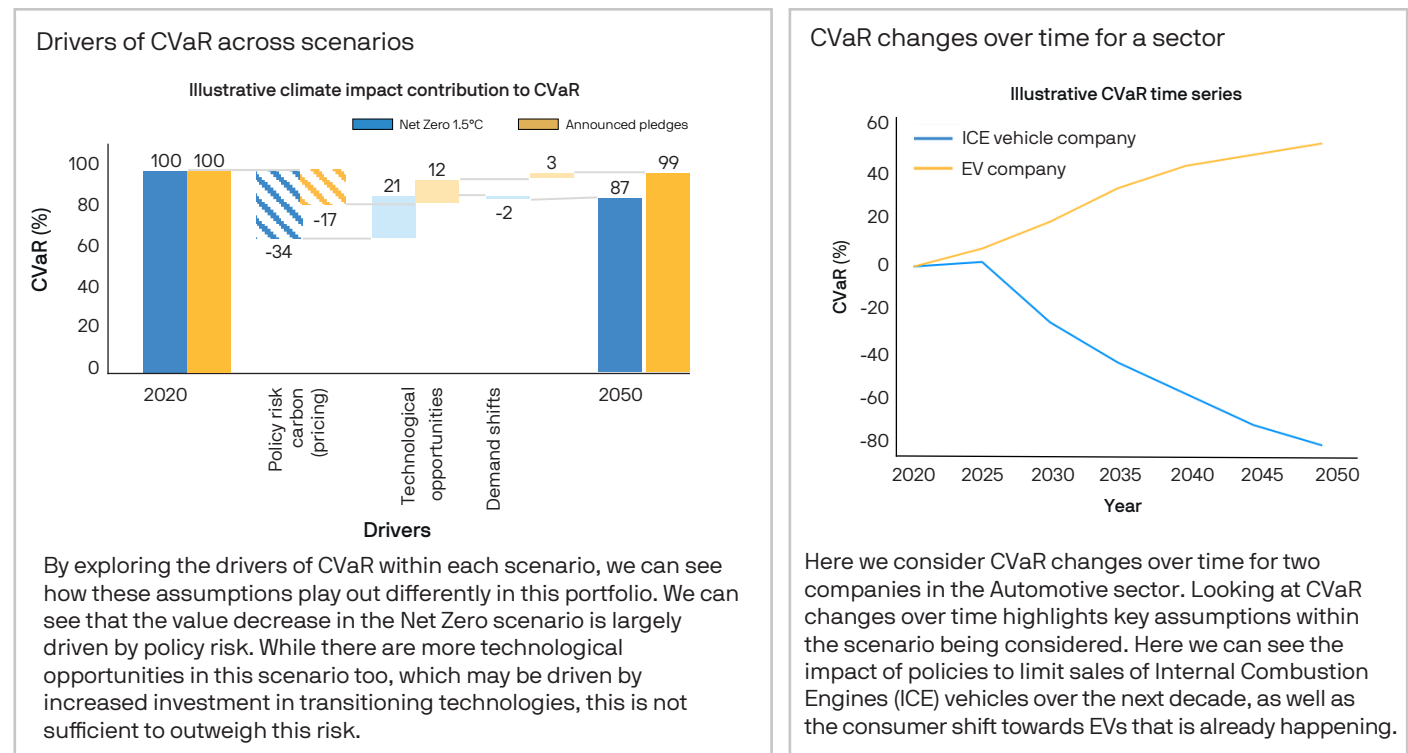 Drivers of CVaR across scenarios
Illustrative climate impact contribution to CVaR
Net Zero 1.5°C
Announced pledges
CVaR (%)
100
80
60
40
20
0
100 100
-34
-17
21
12
-2
3
87
99
2020
Policy risk
carbon
(pricing)
Technological
opportunities
Demand shifts
2050
Drivers
By exploring the drivers of CVaR within each scenario, we can see
how these assumptions play out differently in this portfolio. We can
see that the value decrease in the Net Zero scenario is largely
driven by policy risk. While there are more technological
opportunities in this scenario too, which may be driven by
increased investment in transitioning technologies, this is not
sufficient to outweigh this risk.
CVaR changes over time for a sector
Illustrative CVaR time series
ICE vehicle company
EV company
CVaR (%)
60
40
20
0
-20
-40
-60
-80
2020 2025 2030 2035 2040 2045 2050
Year
Here we consider CVaR changes over time for two
companies in the Automotive sector. Looking at CVaR
changes over time highlights key assumptions within
the scenario being considered. Here we can see the
impact of policies to limit sales of Internal Combustion
Engines (ICE) vehicles over the next decade, as well as
the consumer shift towards EVs that is already happening.